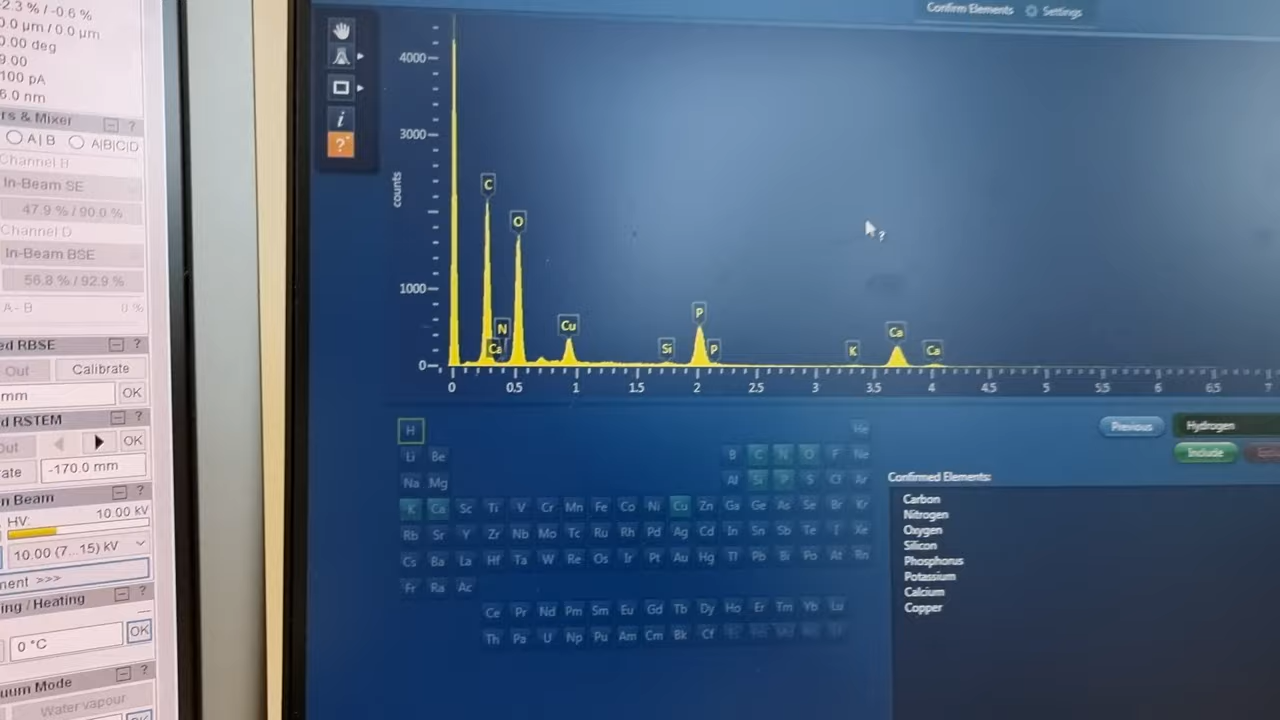 2.3 % / -0.6 %
0.0 µm / 0.0 µm
0.00 deg
9.00
100 pA
6.0 nm
rs & Mixer
?
A|B
A|B|C|D
Channel B
In-Beam SE
47.9 % / 90.0 %
Channel D
In-Beam BSE
56.8 % / 92.9 %
A - B
0 %
ed RBSE
?
Out
Calibrate
mm
OK
d RSTEM
?
Out
OK
ate
-170.0 mm
n Beam
?
HV:
10.00 kV
10.00 (7...15) kV
ment >>>
ing / Heating
?
0 °C
OK
uum Mode
?
Water vapour
OK
Confirm Elements
Settings
i
?
counts
4000
3000
1000
0
C
O
N
Ca
Cu
Si
P
P
K
Ca
Ca
0 0.5 1 1.5 2 2.5 3 3.5 4 4.5 5 5.5 6 6.5 7
H He
Li Be B C N O F Ne
Na Mg Al Si P S Cl Ar
K Ca Sc Ti V Cr Mn Fe Co Ni Cu Zn Ga Ge As Se Br Kr
Rb Sr Y Zr Nb Mo Tc Ru Rh Pd Ag Cd In Sn Sb Te I Xe
Cs Ba La Hf Ta W Re Os Ir Pt Au Hg Tl Pb Bi Po At Rn
Fr Ra Ac
Ce Pr Nd Pm Sm Eu Gd Tb Dy Ho Er Tm Yb Lu
Th Pa U Np Pu Am Cm Bk Cf
Previous
Hydrogen
Include
Confirmed Elements:
Carbon
Nitrogen
Oxygen
Silicon
Phosphorus
Potassium
Calcium
Copper